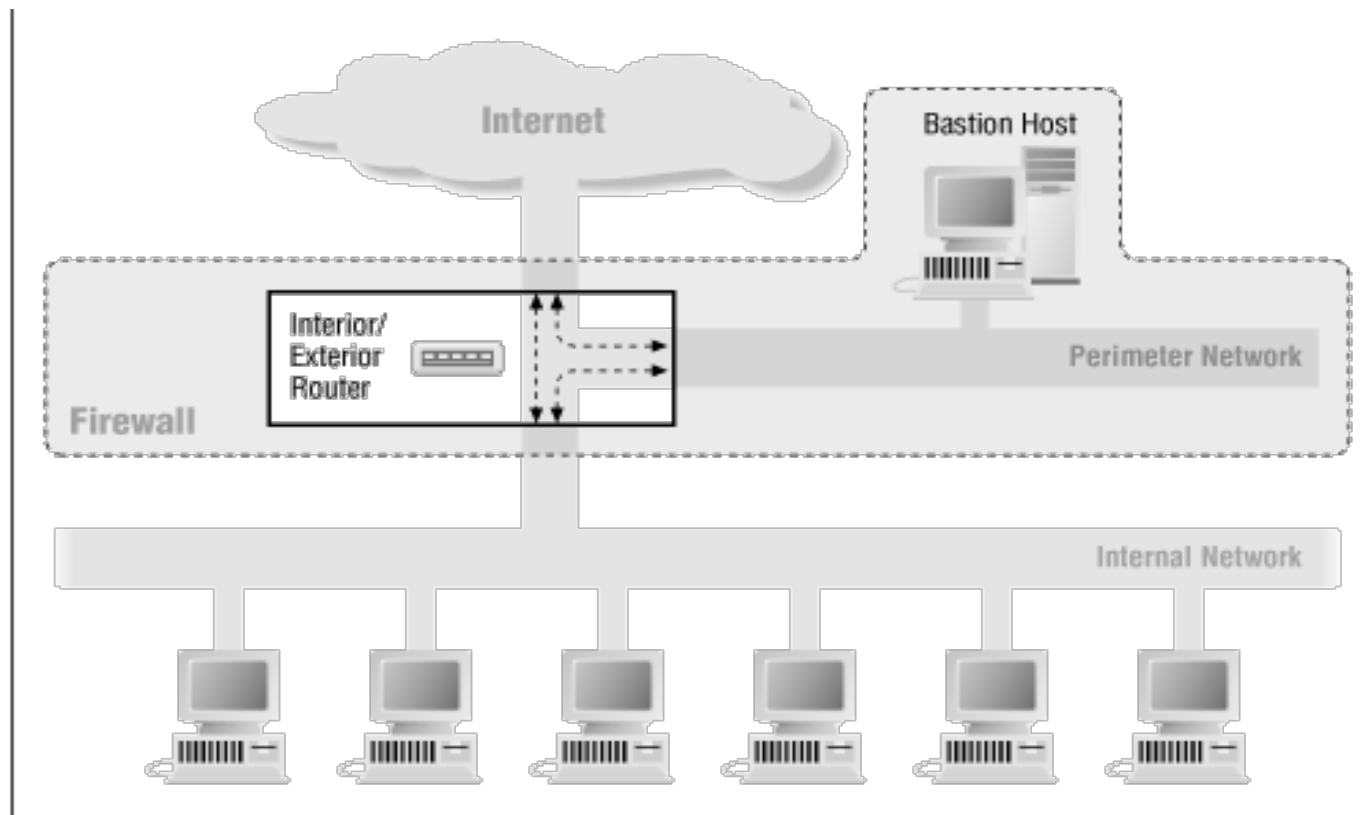 Internet
Bastion Host
Interior/
Exterior
Router
Perimeter Network
Firewall
Internal Network